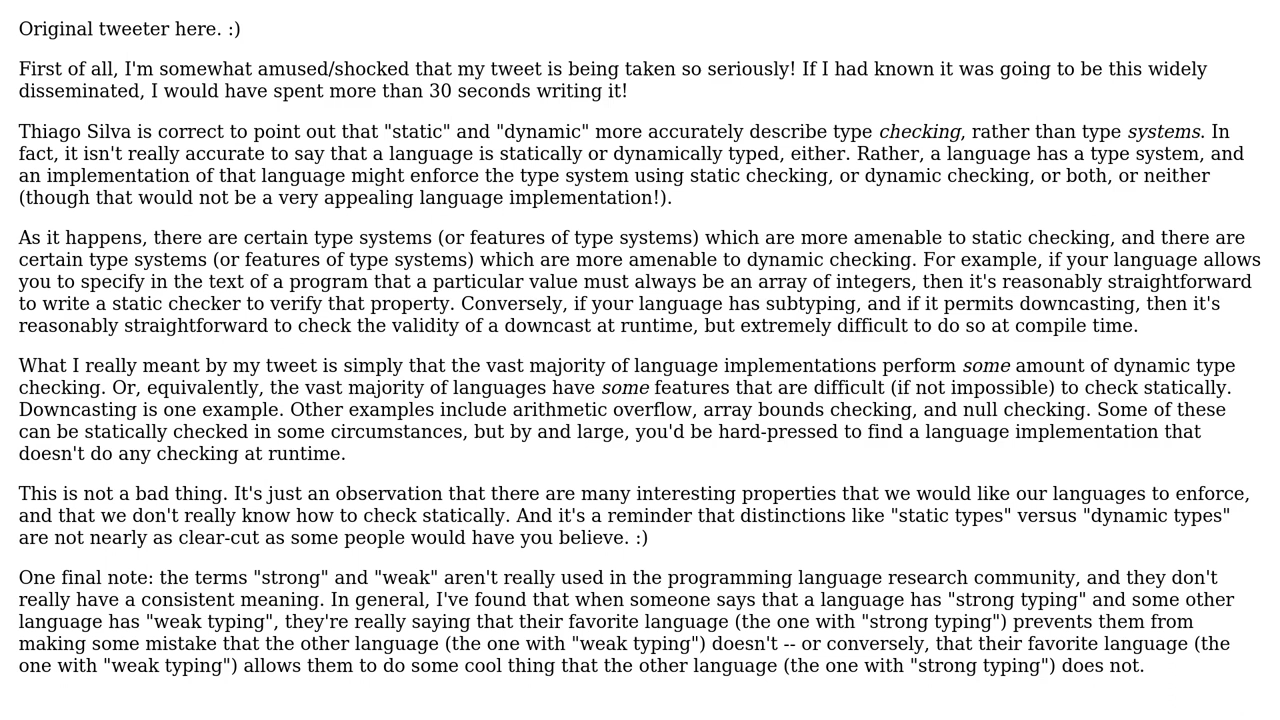 Original tweeter here. :)
First of all, I'm somewhat amused/shocked that my tweet is being taken so seriously! If I had known it was going to be this widely
disseminated, I would have spent more than 30 seconds writing it!
Thiago Silva is correct to point out that "static" and "dynamic" more accurately describe type checking, rather than type systems. In
fact, it isn't really accurate to say that a language is statically or dynamically typed, either. Rather, a language has a type system, and
an implementation of that language might enforce the type system using static checking, or dynamic checking, or both, or neither
(though that would not be a very appealing language implementation!).
As it happens, there are certain type systems (or features of type systems) which are more amenable to static checking, and there are
certain type systems (or features of type systems) which are more amenable to dynamic checking. For example, if your language allows
you to specify in the text of a program that a particular value must always be an array of integers, then it's reasonably straightforward
to write a static checker to verify that property. Conversely, if your language has subtyping, and if it permits downcasting, then it's
reasonably straightforward to check the validity of a downcast at runtime, but extremely difficult to do so at compile time.
What I really meant by my tweet is simply that the vast majority of language implementations perform some amount of dynamic type
checking. Or, equivalently, the vast majority of languages have some features that are difficult (if not impossible) to check statically.
Downcasting is one example. Other examples include arithmetic overflow, array bounds checking, and null checking. Some of these
can be statically checked in some circumstances, but by and large, you'd be hard-pressed to find a language implementation that
doesn't do any checking at runtime.
This is not a bad thing. It's just an observation that there are many interesting properties that we would like our languages to enforce,
and that we don't really know how to check statically. And it's a reminder that distinctions like "static types" versus "dynamic types"
are not nearly as clear-cut as some people would have you believe. :)
One final note: the terms "strong" and "weak" aren't really used in the programming language research community, and they don't
really have a consistent meaning. In general, I've found that when someone says that a language has "strong typing" and some other
language has "weak typing", they're really saying that their favorite language (the one with "strong typing") prevents them from
making some mistake that the other language (the one with "weak typing") doesn't -- or conversely, that their favorite language (the
one with "weak typing") allows them to do some cool thing that the other language (the one with "strong typing") does not.